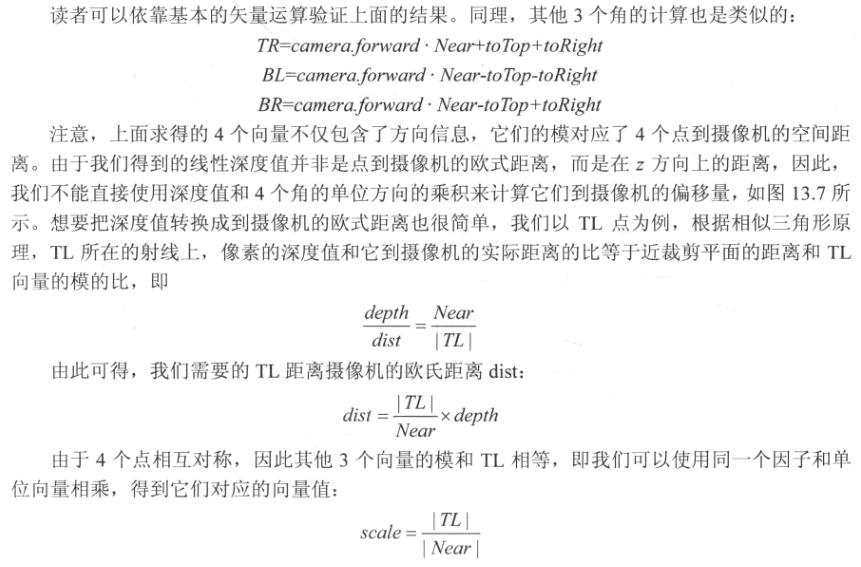 读者可以依靠基本的矢量运算验证上面的结果。同理，其他 3 个角的计算也是类似的：
TR=camera.forward · Near+toTop+toRight
BL=camera.forward · Near-toTop-toRight
BR=camera.forward · Near-toTop+toRight
注意，上面求得的 4 个向量不仅包含了方向信息，它们的模对应了 4 个点到摄像机的空间距
离。由于我们得到的线性深度值并非是点到摄像机的欧式距离，而是在 z 方向上的距离，因此，
我们不能直接使用深度值和 4 个角的单位方向的乘积来计算它们到摄像机的偏移量，如图 13.7 所
示。想要把深度值转换成到摄像机的欧式距离也很简单，我们以 TL 点为例，根据相似三角形原
理，TL 所在的射线上，像素的深度值和它到摄像机的实际距离的比等于近裁剪平面的距离和 TL
向量的模的比，即
depth/dist = Near/|TL|
由此可得，我们需要的 TL 距离摄像机的欧氏距离 dist：
dist = |TL|/Near × depth
由于 4 个点相互对称，因此其他 3 个向量的模和 TL 相等，即我们可以使用同一个因子和单
位向量相乘，得到它们对应的向量值：
scale = |TL|/|Near|